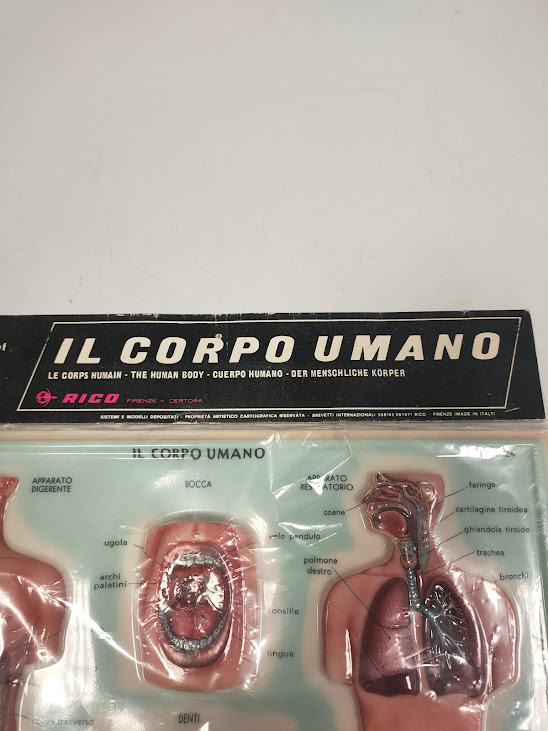 ef
IL CORPO UMANO
LE CORPS HUMAIN - THE HUMAN BODY - CUERPO HUMANO - DER MENSCHLICHE KÖRPER
RICO FIRENZE - CERTOSA
SISTEMI E MODELLI DEPOSITATI - PROPRIETÀ ARTISTICO CARTOGRAFICA RISERVATA - BREVETTI INTERNAZIONALI RICO - FIRENZE (MADE IN ITALY)
IL CORPO UMANO
APPARATO
DIGERENTE
BOCCA
ugola
velo pendulo
archi
palatini
tonsille
lingua
DENTI
colon trasverso
APPARATO
RESPIRATORIO
coane
faringe
cartilagine tiroidea
ghiandola tiroide
trachea
bronchi
polmone
destro